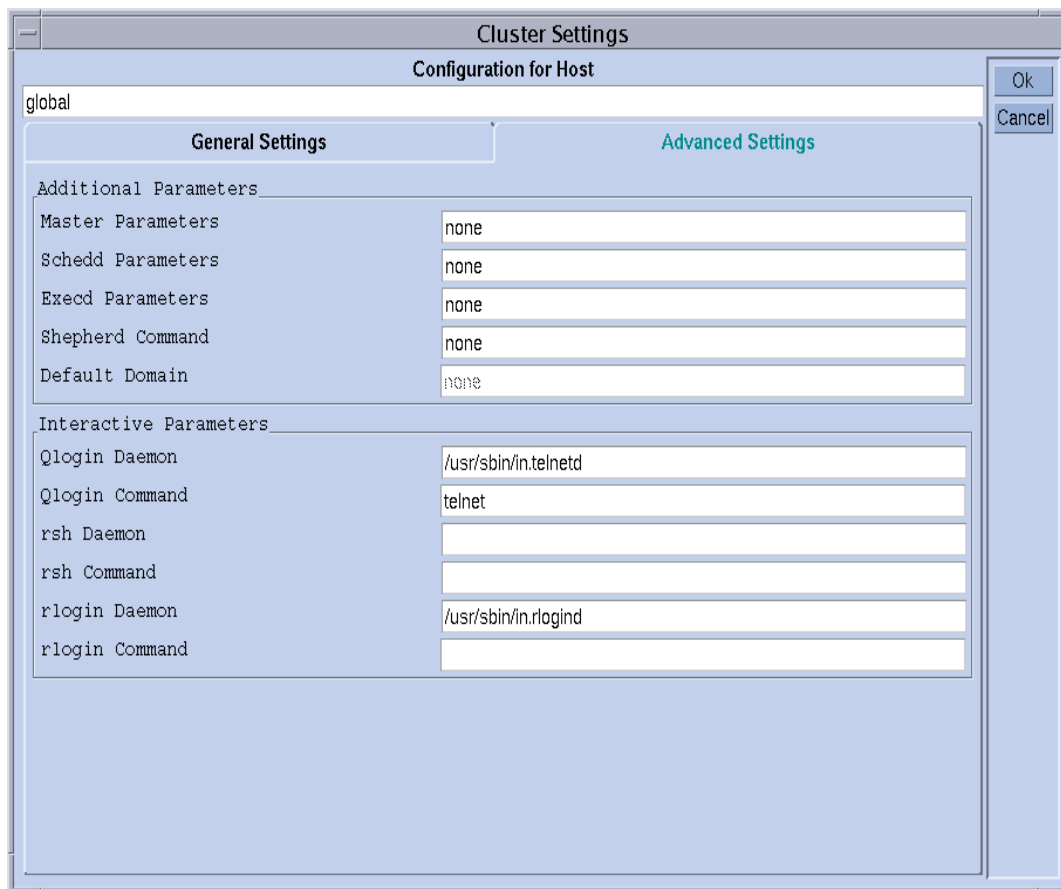 Cluster Settings
Configuration for Host
Ok
global
Cancel
General Settings
Advanced Settings
Additional Parameters
Master Parameters
none
Schedd Parameters
none
Execd Parameters
none
Shepherd Command
none
Default Domain
none
Interactive Parameters
Qlogin Daemon
/usr/sbin/in.telnetd
Qlogin Command
telnet
rsh Daemon
rsh Command
rlogin Daemon
/usr/sbin/in.rlogind
rlogin Command